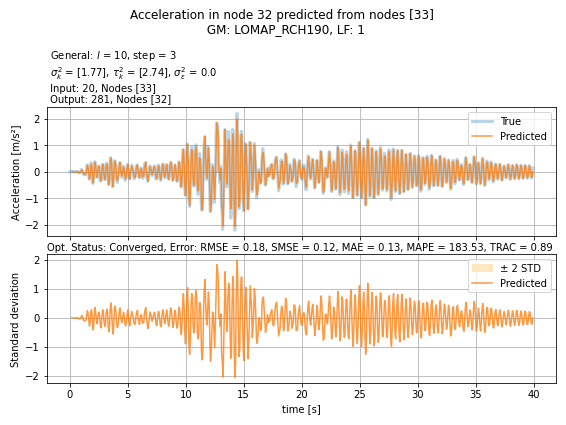 Acceleration in node 32 predicted from nodes [33]
GM: LOMAP_RCH190, LF: 1
General: l = 10, step = 3
σ²ₖ = [1.77], τ²ₖ = [2.74], σ²ε = 0.0
Input: 20, Nodes [33]
Output: 281, Nodes [32]
Acceleration [m/s²]
2
1
0
−1
−2
True
Predicted
Opt. Status: Converged, Error: RMSE = 0.18, SMSE = 0.12, MAE = 0.13, MAPE = 183.53, TRAC = 0.89
Standard deviation
2
1
0
−1
−2
± 2 STD
Predicted
0 5 10 15 20 25 30 35 40
time [s]